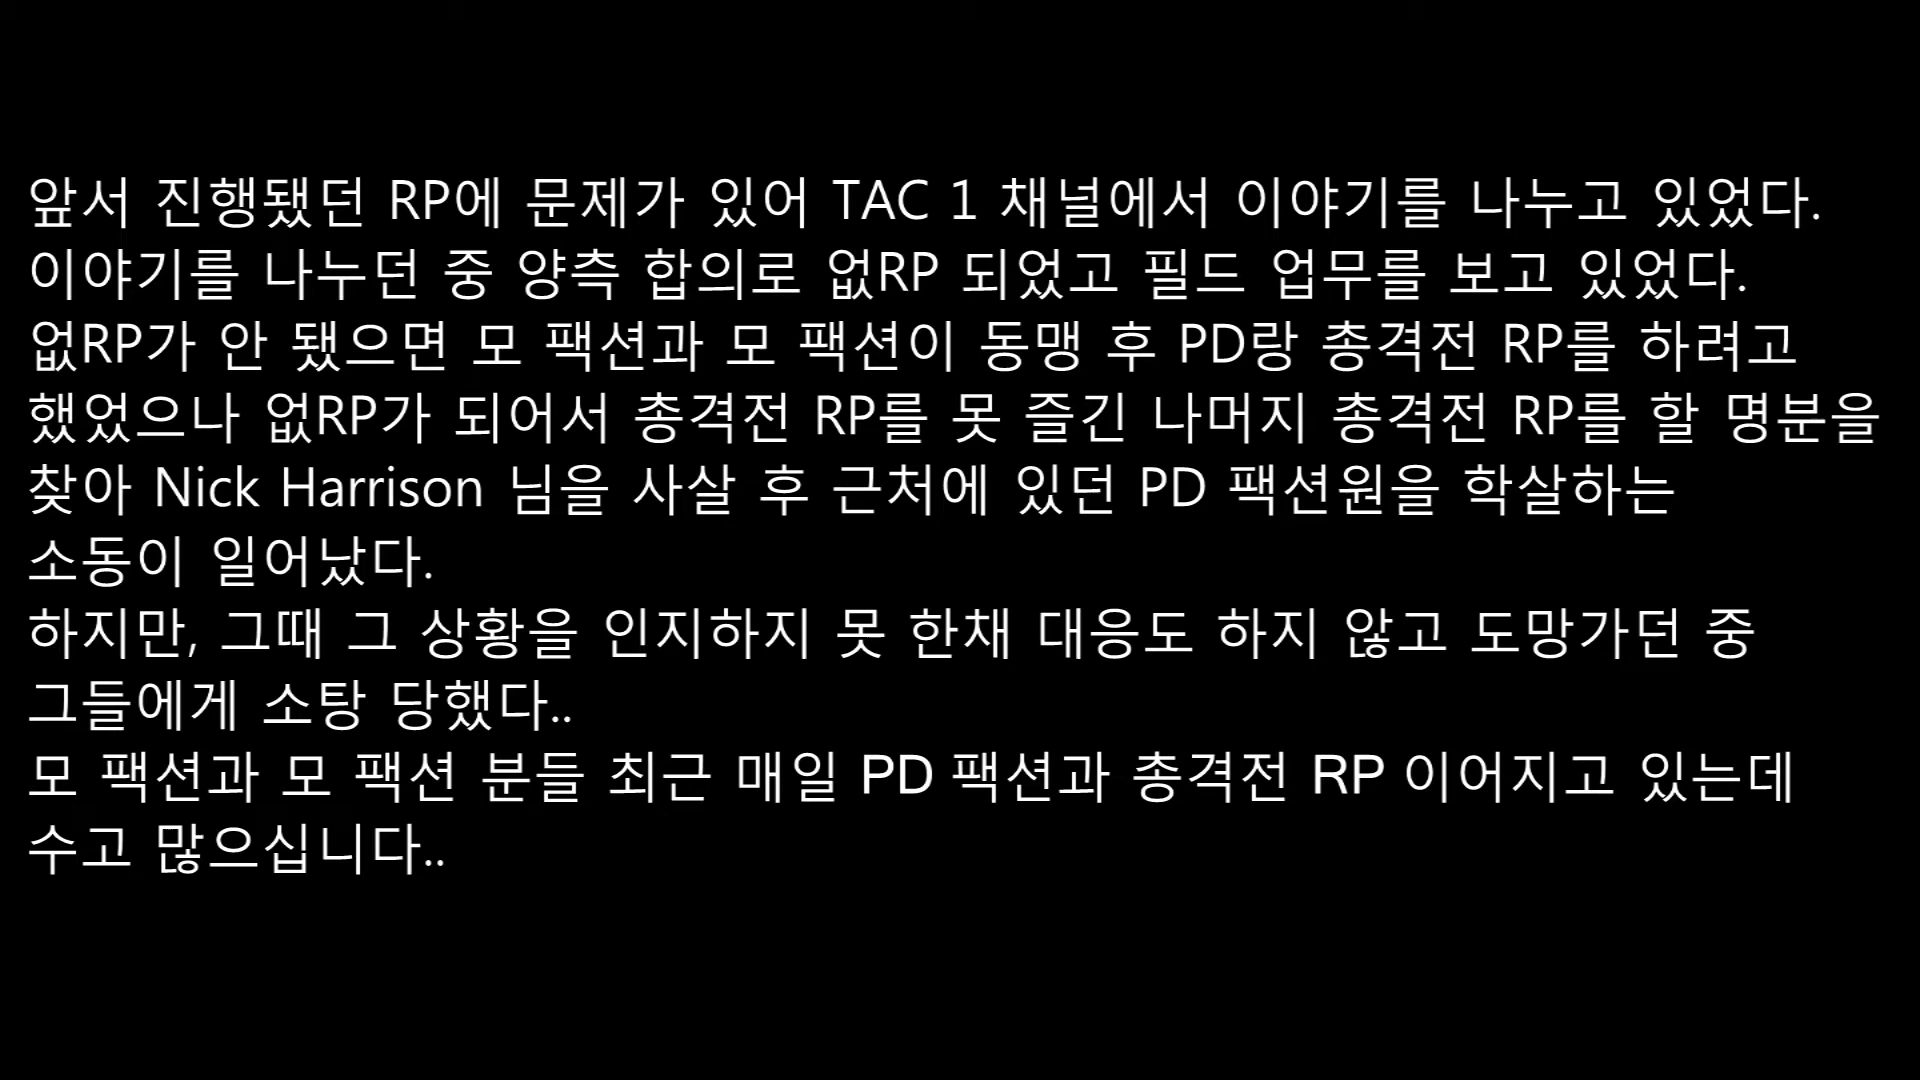 앞서 진행됐던 RP에 문제가 있어 TAC 1 채널에서 이야기를 나누고 있었다.
이야기를 나누던 중 양측 합의로 없RP 되었고 필드 업무를 보고 있었다.
없RP가 안 됐으면 모 팩션과 모 팩션이 동맹 후 PD랑 총격전 RP를 하려고
했었으나 없RP가 되어서 총격전 RP를 못 즐긴 나머지 총격전 RP를 할 명분을
찾아 Nick Harrison 님을 사살 후 근처에 있던 PD 팩션원을 학살하는
소동이 일어났다.
하지만, 그때 그 상황을 인지하지 못 한채 대응도 하지 않고 도망가던 중
그들에게 소탕 당했다..
모 팩션과 모 팩션 분들 최근 매일 PD 팩션과 총격전 RP 이어지고 있는데
수고 많으십니다..